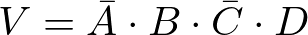 V = Ā · B · C̄ · D